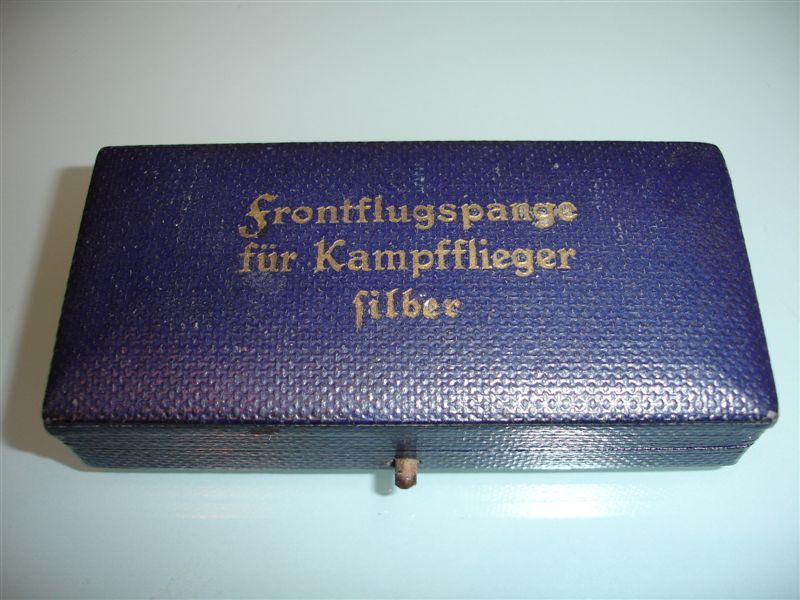 Frontflugspange
für Kampfflieger
ſilber